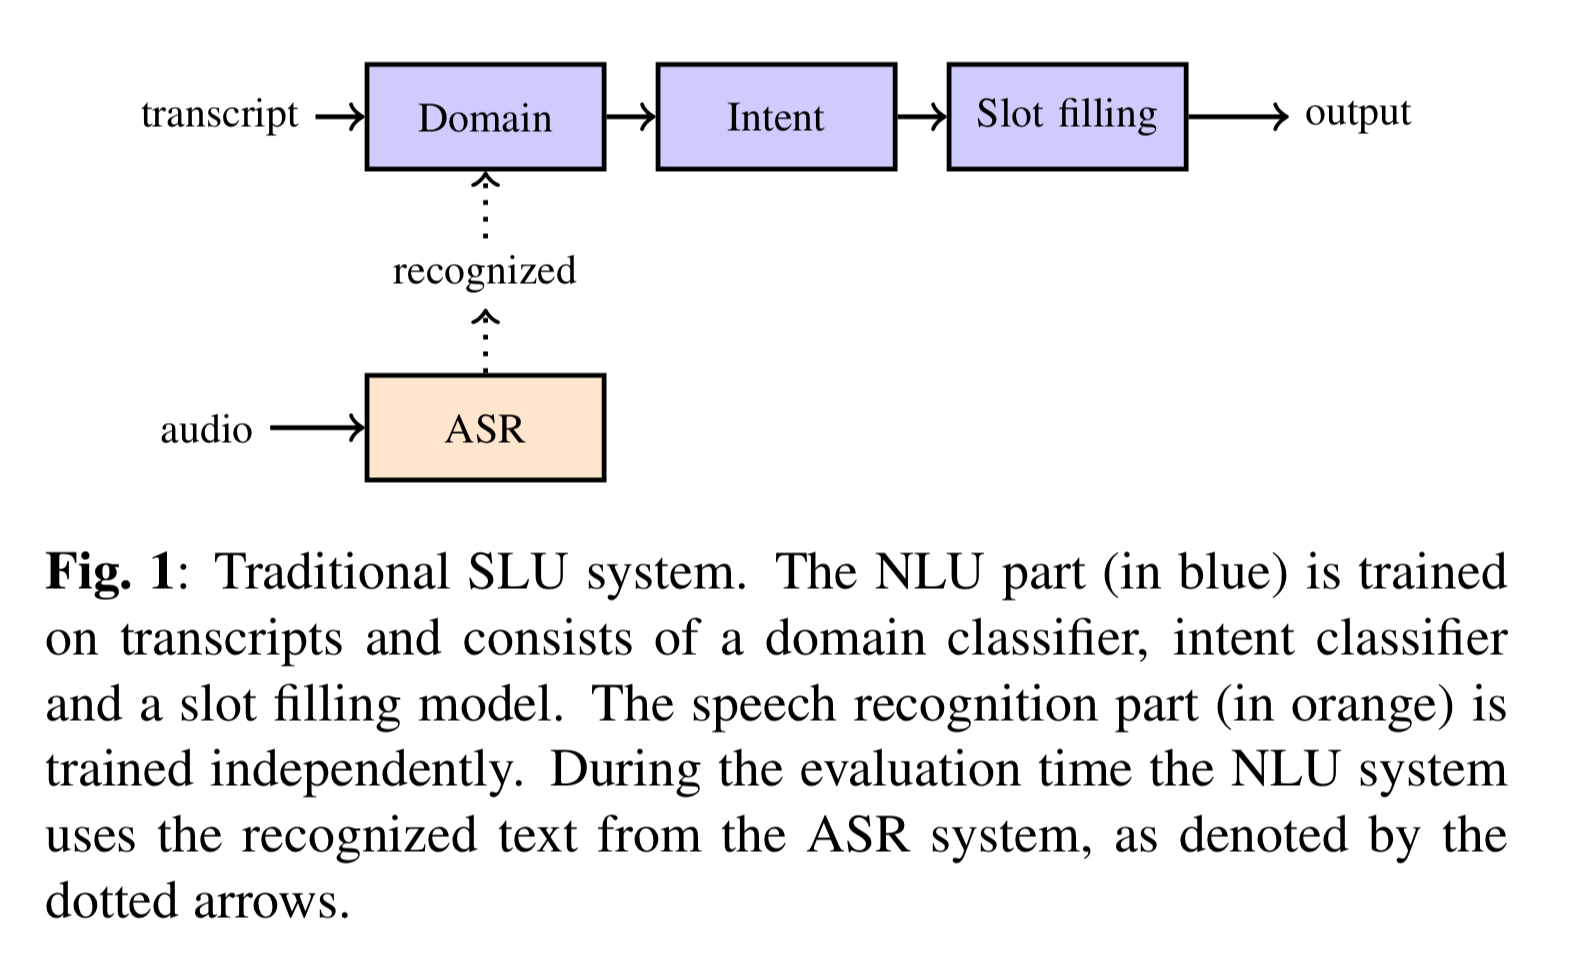 transcript Domain Intent Slot filling output
recognized
audio ASR
Fig. 1: Traditional SLU system. The NLU part (in blue) is trained
on transcripts and consists of a domain classifier, intent classifier
and a slot filling model. The speech recognition part (in orange) is
trained independently. During the evaluation time the NLU system
uses the recognized text from the ASR system, as denoted by the
dotted arrows.